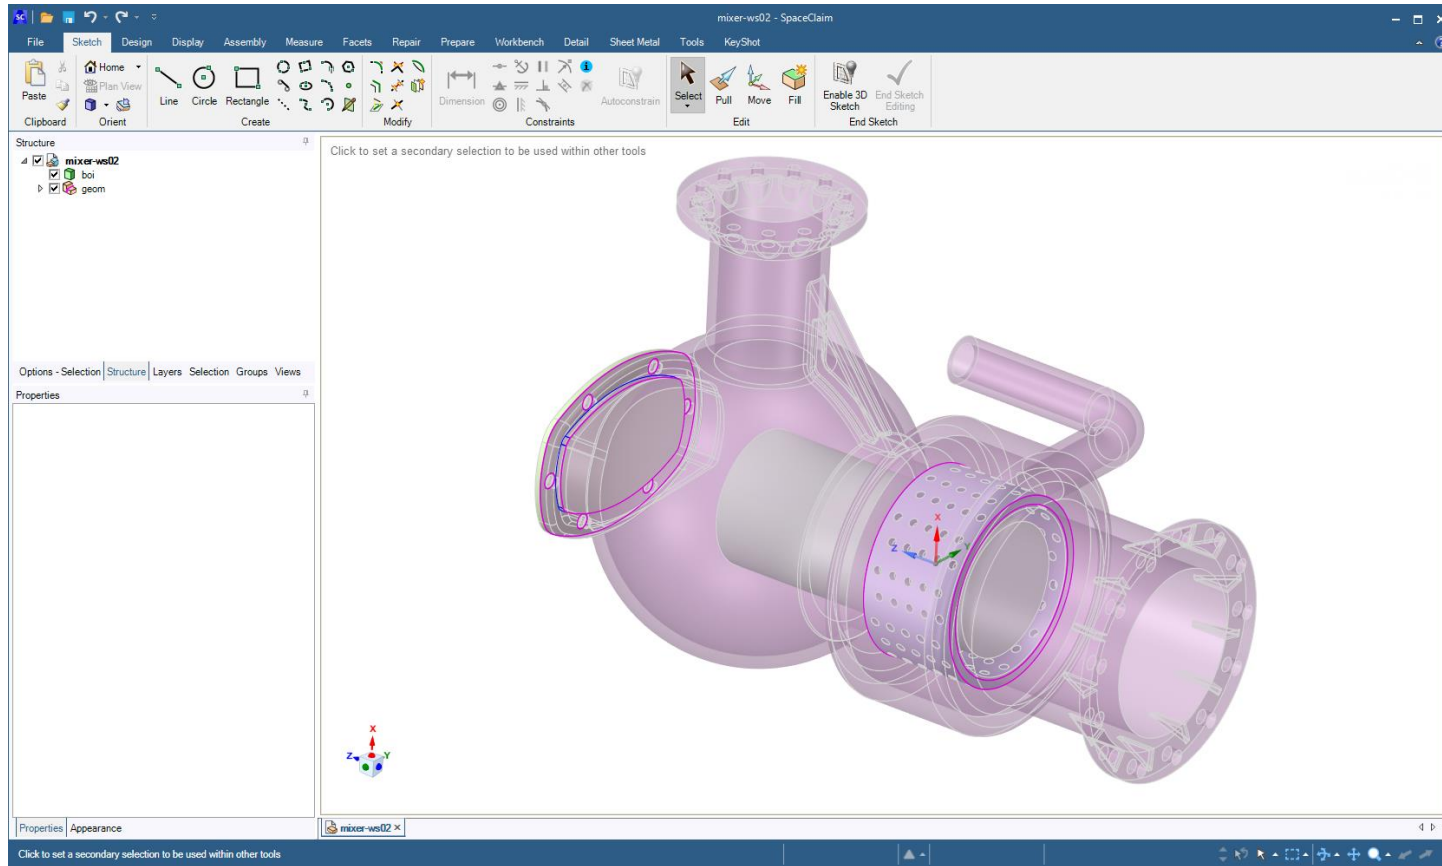 SC
mixer-ws02 - SpaceClaim
File Sketch Design Display Assembly Measure Facets Repair Prepare Workbench Detail Sheet Metal Tools KeyShot
Paste
Home
Plan View
Line Circle Rectangle
Dimension
Autoconstrain
Select Pull Move Fill
Enable 3D Sketch
End Sketch Editing
Clipboard Orient Create Modify Constraints Edit End Sketch
Structure
mixer-ws02
boi
geom
Options - Selection Structure Layers Selection Groups Views
Properties
Click to set a secondary selection to be used within other tools
X
Z
Y
X
Z
Y
Properties Appearance
mixer-ws02
Click to set a secondary selection to be used within other tools